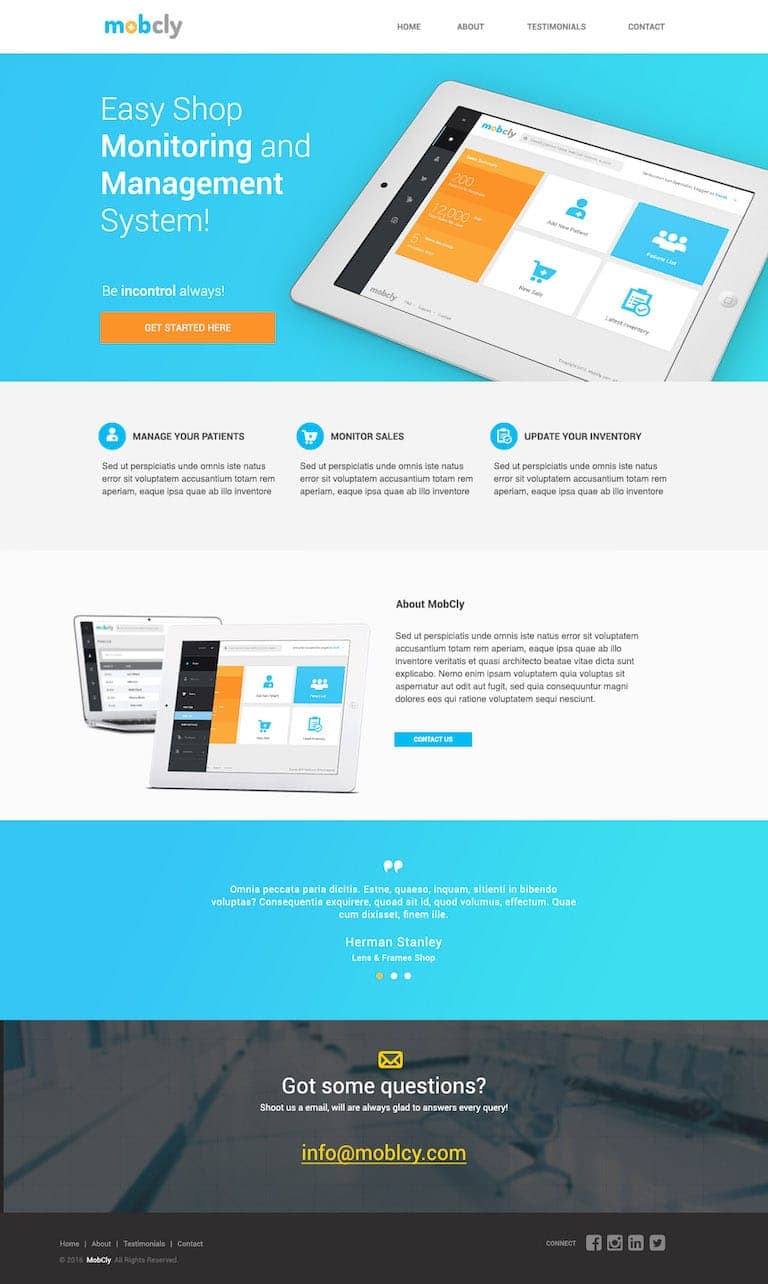 mobcly
HOME ABOUT TESTIMONIALS CONTACT
Easy Shop
Monitoring and
Management
System!
Be incontrol always!
GET STARTED HERE
mobcly
200
12,000
5
Add New Patient
Patient List
New Sale
Latest Inventory
mobcly
MANAGE YOUR PATIENTS
Sed ut perspiciatis unde omnis iste natus
error sit voluptatem accusantium totam rem
aperiam, eaque ipsa quae ab illo inventore
MONITOR SALES
Sed ut perspiciatis unde omnis iste natus
error sit voluptatem accusantium totam rem
aperiam, eaque ipsa quae ab illo inventore
UPDATE YOUR INVENTORY
Sed ut perspiciatis unde omnis iste natus
error sit voluptatem accusantium totam rem
aperiam, eaque ipsa quae ab illo inventore
About MobCly
Sed ut perspiciatis unde omnis iste natus error sit voluptatem
accusantium totam rem aperiam, eaque ipsa quae ab illo
inventore veritatis et quasi architecto beatae vitae dicta sunt
explicabo. Nemo enim ipsam voluptatem quia voluptas sit
aspernatur aut odit aut fugit, sed quia consequuntur magni
dolores eos qui ratione voluptatem sequi nesciunt.
CONTACT US
Omnia peccata paria dicitis. Estne, quaeso, inquam, sitienti in bibendo
voluptas? Consequentia exquirere, quoad sit id, quod volumus, effectum. Quae
cum dixisset, finem ille.
Herman Stanley
Lens & Frames Shop
Got some questions?
Shoot us a email, will are always glad to answers every query!
info@moblcy.com
Home | About | Testimonials | Contact
© 2016 MobCly. All Rights Reserved.
CONNECT